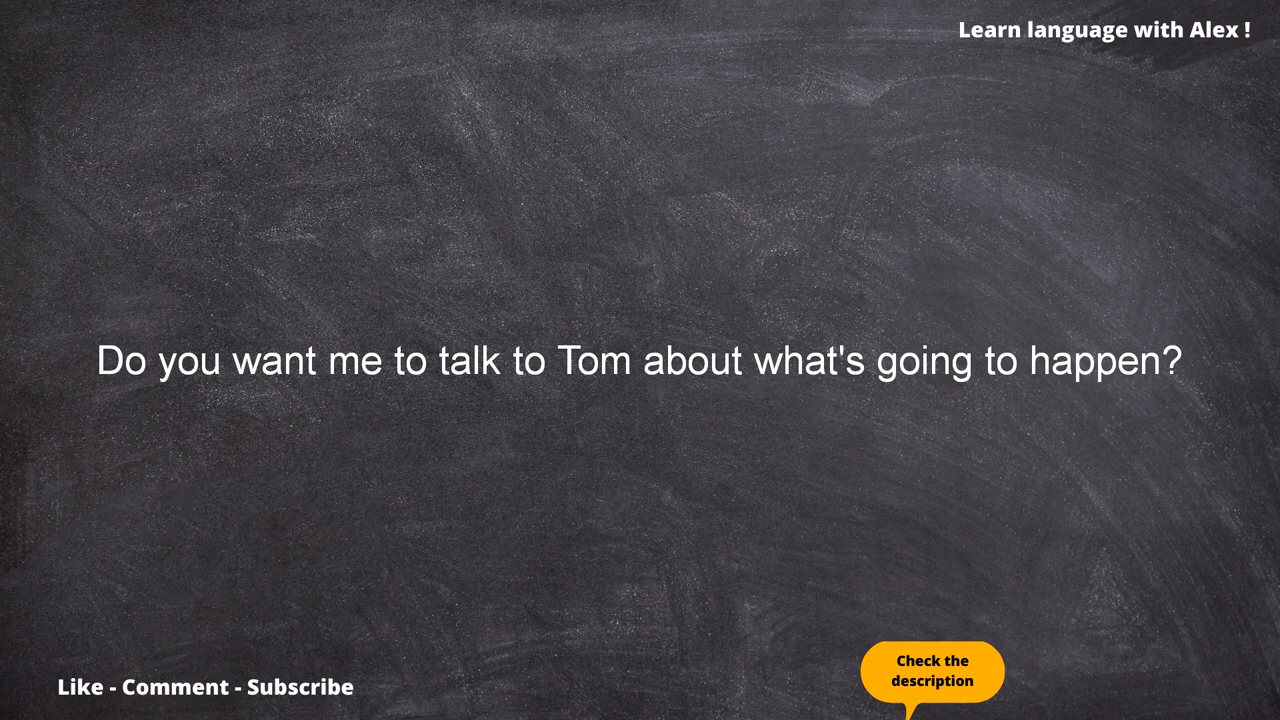 Learn language with Alex !
Do you want me to talk to Tom about what's going to happen?
Check the
description
Like - Comment - Subscribe